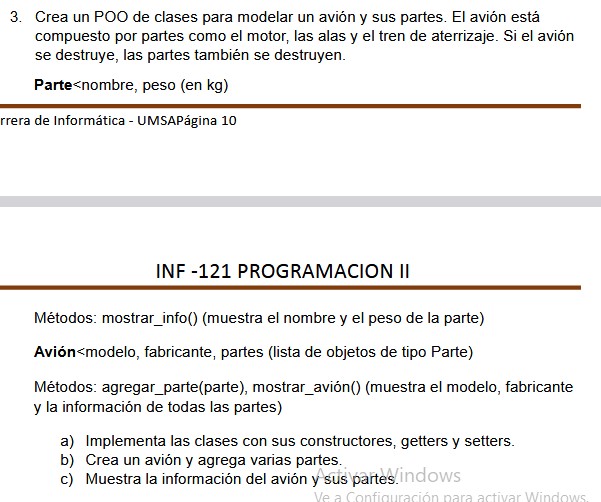 3. Crea un POO de clases para modelar un avión y sus partes. El avión está
compuesto por partes como el motor, las alas y el tren de aterrizaje. Si el avión
se destruye, las partes también se destruyen.
Parte<nombre, peso (en kg)
rrera de Informática - UMSAPágina 10
INF -121 PROGRAMACION II
Métodos: mostrar_info() (muestra el nombre y el peso de la parte)
Avión<modelo, fabricante, partes (lista de objetos de tipo Parte)
Métodos: agregar_parte(parte), mostrar_avión() (muestra el modelo, fabricante
y la información de todas las partes)
a) Implementa las clases con sus constructores, getters y setters.
b) Crea un avión y agrega varias partes.
c) Muestra la información del avión y sus partes.
Activar Windows
Ve a Configuración para activar Windows.